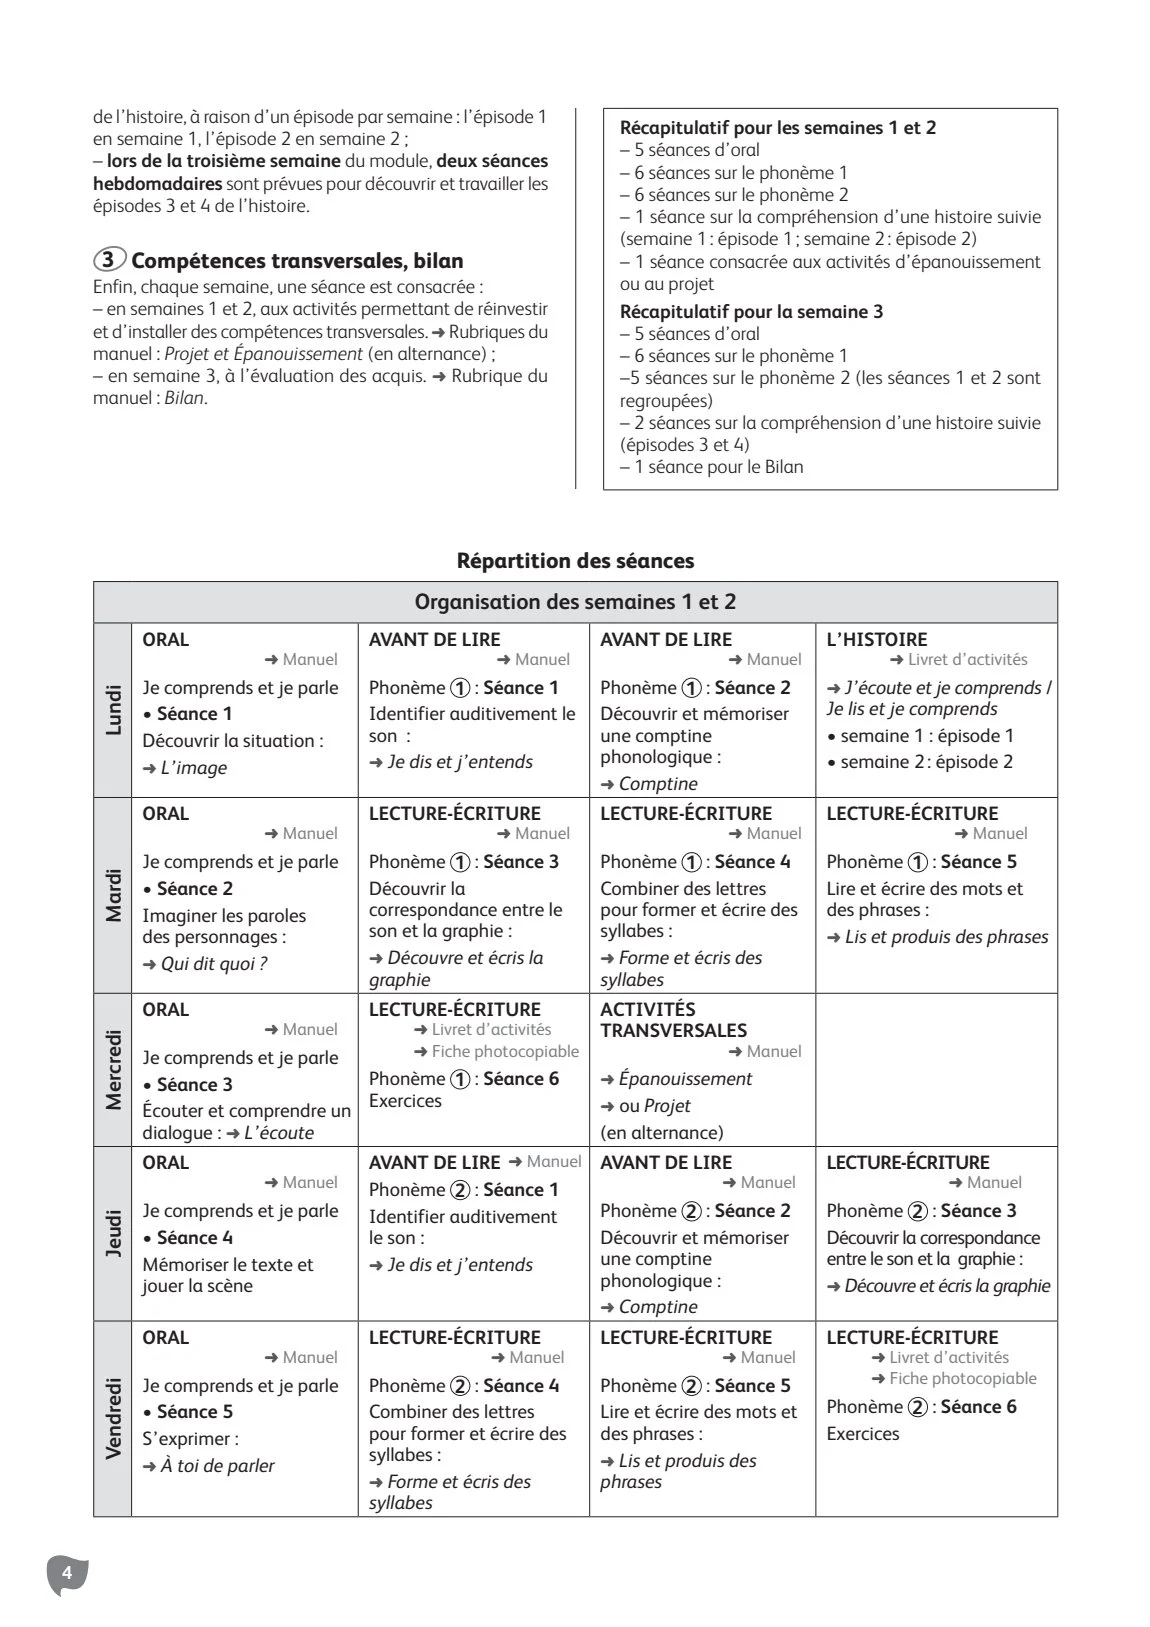 de l'histoire, à raison d'un épisode par semaine : l'épisode 1
en semaine 1, l'épisode 2 en semaine 2 ;
– lors de la troisième semaine du module, deux séances
hebdomadaires sont prévues pour découvrir et travailler les
épisodes 3 et 4 de l'histoire.
3 Compétences transversales, bilan
Enfin, chaque semaine, une séance est consacrée :
– en semaines 1 et 2, aux activités permettant de réinvestir
et d'installer des compétences transversales. ➜ Rubriques du
manuel : Projet et Épanouissement (en alternance) ;
– en semaine 3, à l'évaluation des acquis. ➜ Rubrique du
manuel : Bilan.
Récapitulatif pour les semaines 1 et 2
– 5 séances d'oral
– 6 séances sur le phonème 1
– 6 séances sur le phonème 2
– 1 séance sur la compréhension d'une histoire suivie
(semaine 1 : épisode 1 ; semaine 2 : épisode 2)
– 1 séance consacrée aux activités d'épanouissement
ou au projet
Récapitulatif pour la semaine 3
– 5 séances d'oral
– 6 séances sur le phonème 1
–5 séances sur le phonème 2 (les séances 1 et 2 sont
regroupées)
– 2 séances sur la compréhension d'une histoire suivie
(épisodes 3 et 4)
– 1 séance pour le Bilan
Répartition des séances
Organisation des semaines 1 et 2
Lundi
ORAL
➜ Manuel
Je comprends et je parle
• Séance 1
Découvrir la situation :
➜ L'image
AVANT DE LIRE
➜ Manuel
Phonème ① : Séance 1
Identifier auditivement le
son :
➜ Je dis et j'entends
AVANT DE LIRE
➜ Manuel
Phonème ① : Séance 2
Découvrir et mémoriser
une comptine
phonologique :
➜ Comptine
L'HISTOIRE
➜ Livret d'activités
➜ J'écoute et je comprends /
Je lis et je comprends
• semaine 1 : épisode 1
• semaine 2 : épisode 2
Mardi
ORAL
➜ Manuel
Je comprends et je parle
• Séance 2
Imaginer les paroles
des personnages :
➜ Qui dit quoi ?
LECTURE-ÉCRITURE
➜ Manuel
Phonème ① : Séance 3
Découvrir la
correspondance entre le
son et la graphie :
➜ Découvre et écris la
graphie
LECTURE-ÉCRITURE
➜ Manuel
Phonème ① : Séance 4
Combiner des lettres
pour former et écrire des
syllabes :
➜ Forme et écris des
syllabes
LECTURE-ÉCRITURE
➜ Manuel
Phonème ① : Séance 5
Lire et écrire des mots et
des phrases :
➜ Lis et produis des phrases
Mercredi
ORAL
➜ Manuel
Je comprends et je parle
• Séance 3
Écouter et comprendre un
dialogue : ➜ L'écoute
LECTURE-ÉCRITURE
➜ Livret d'activités
➜ Fiche photocopiable
Phonème ① : Séance 6
Exercices
ACTIVITÉS
TRANSVERSALES
➜ Manuel
➜ Épanouissement
➜ ou Projet
(en alternance)
Jeudi
ORAL
➜ Manuel
Je comprends et je parle
• Séance 4
Mémoriser le texte et
jouer la scène
AVANT DE LIRE ➜ Manuel
Phonème ② : Séance 1
Identifier auditivement
le son :
➜ Je dis et j'entends
AVANT DE LIRE
➜ Manuel
Phonème ② : Séance 2
Découvrir et mémoriser
une comptine
phonologique :
➜ Comptine
LECTURE-ÉCRITURE
➜ Manuel
Phonème ② : Séance 3
Découvrir la correspondance
entre le son et la graphie :
➜ Découvre et écris la graphie
Vendredi
ORAL
➜ Manuel
Je comprends et je parle
• Séance 5
S'exprimer :
➜ À toi de parler
LECTURE-ÉCRITURE
➜ Manuel
Phonème ② : Séance 4
Combiner des lettres
pour former et écrire des
syllabes :
➜ Forme et écris des
syllabes
LECTURE-ÉCRITURE
➜ Manuel
Phonème ② : Séance 5
Lire et écrire des mots et
des phrases :
➜ Lis et produis des
phrases
LECTURE-ÉCRITURE
➜ Livret d'activités
➜ Fiche photocopiable
Phonème ② : Séance 6
Exercices
4